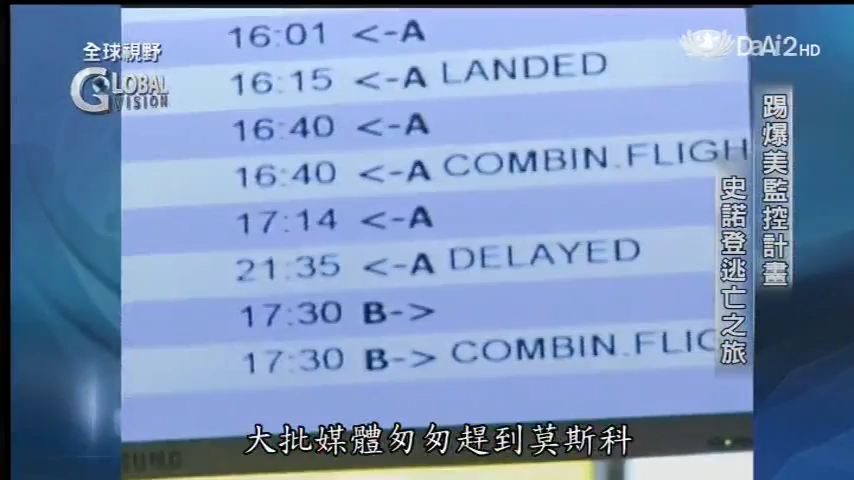 全球視野
GLOBAL
VISION
DaAi2HD
16:01 <-A
16:15 <-A LANDED
16:40 <-A
16:40 <-A COMBIN.FLIGH
17:14 <-A
21:35 <-A DELAYED
17:30 B->
17:30 B-> COMBIN.FLIG
踢爆美監控計畫
史諾登逃亡之旅
大批媒體匆匆趕到莫斯科